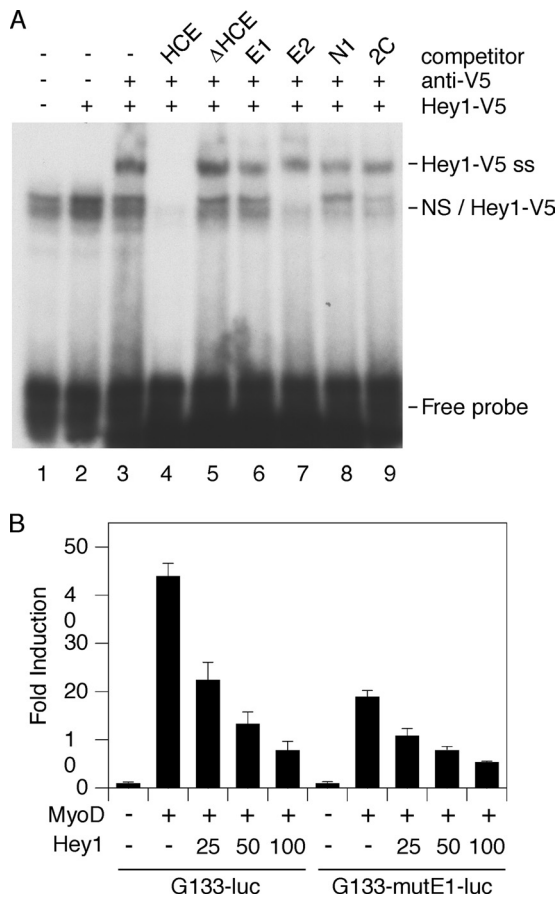 A
- - - HCE ΔHCE E1 E2 N1 2C competitor
- - + + + + + + + anti-V5
- + + + + + + + + Hey1-V5
Hey1-V5 ss
NS / Hey1-V5
Free probe
1 2 3 4 5 6 7 8 9
B
Fold Induction
50
4
0
30
20
1
0
0
MyoD - + + + + - + + + +
Hey1 - - 25 50 100 - - 25 50 100
G133-luc G133-mutE1-luc